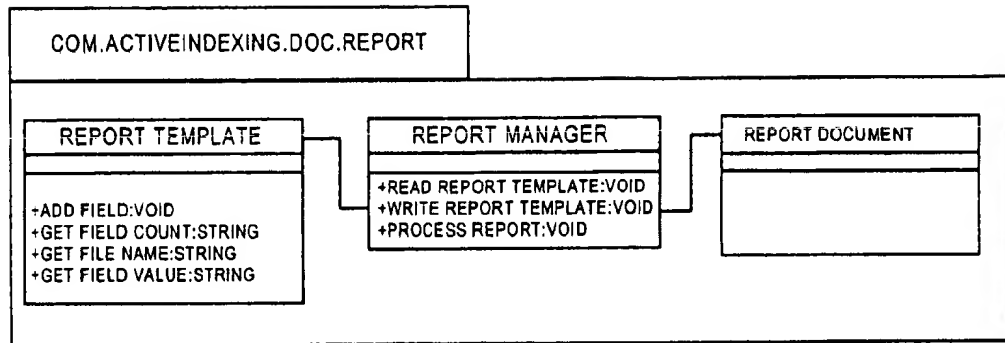 COM.ACTIVEINDEXING.DOC.REPORT
REPORT TEMPLATE
+ADD FIELD:VOID
+GET FIELD COUNT:STRING
+GET FILE NAME:STRING
+GET FIELD VALUE:STRING
REPORT MANAGER
+READ REPORT TEMPLATE:VOID
+WRITE REPORT TEMPLATE:VOID
+PROCESS REPORT:VOID
REPORT DOCUMENT